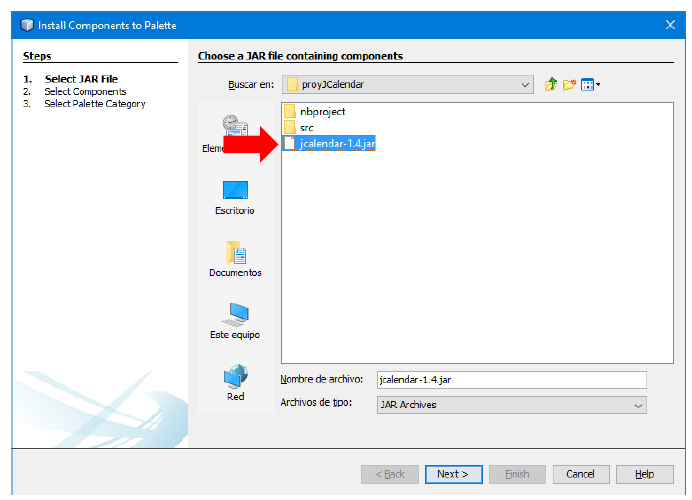 Install Components to Palette
Steps
1. Select JAR File
2. Select Components
3. Select Palette Category
Choose a JAR file containing components
Buscar en: proyJCalendar
nbproject
src
jcalendar-1.4.jar
Elem
Escritorio
Documentos
Este equipo
Red
Nombre de archivo: jcalendar-1.4.jar
Archivos de tipo: JAR Archives
< Back Next > Finish Cancel Help